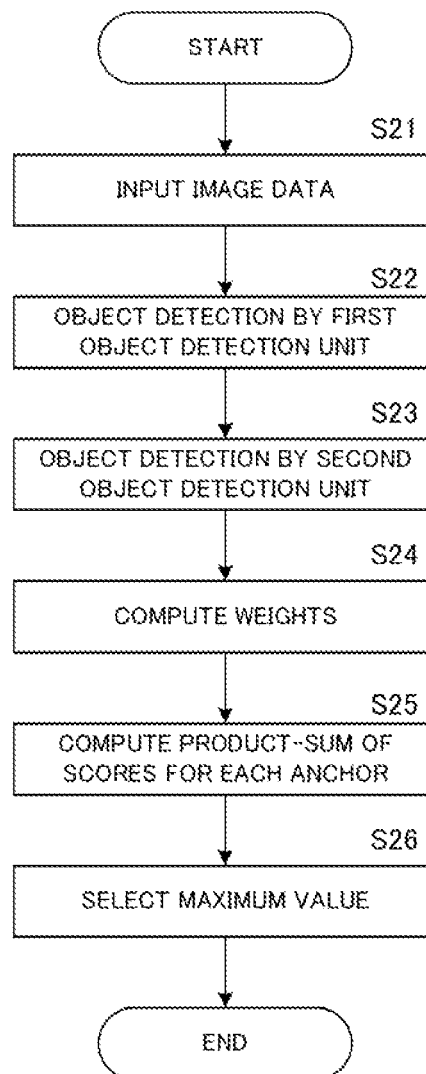 START
S21
INPUT IMAGE DATA
S22
OBJECT DETECTION BY FIRST
OBJECT DETECTION UNIT
S23
OBJECT DETECTION BY SECOND
OBJECT DETECTION UNIT
S24
COMPUTE WEIGHTS
S25
COMPUTE PRODUCT-SUM OF
SCORES FOR EACH ANCHOR
S26
SELECT MAXIMUM VALUE
END